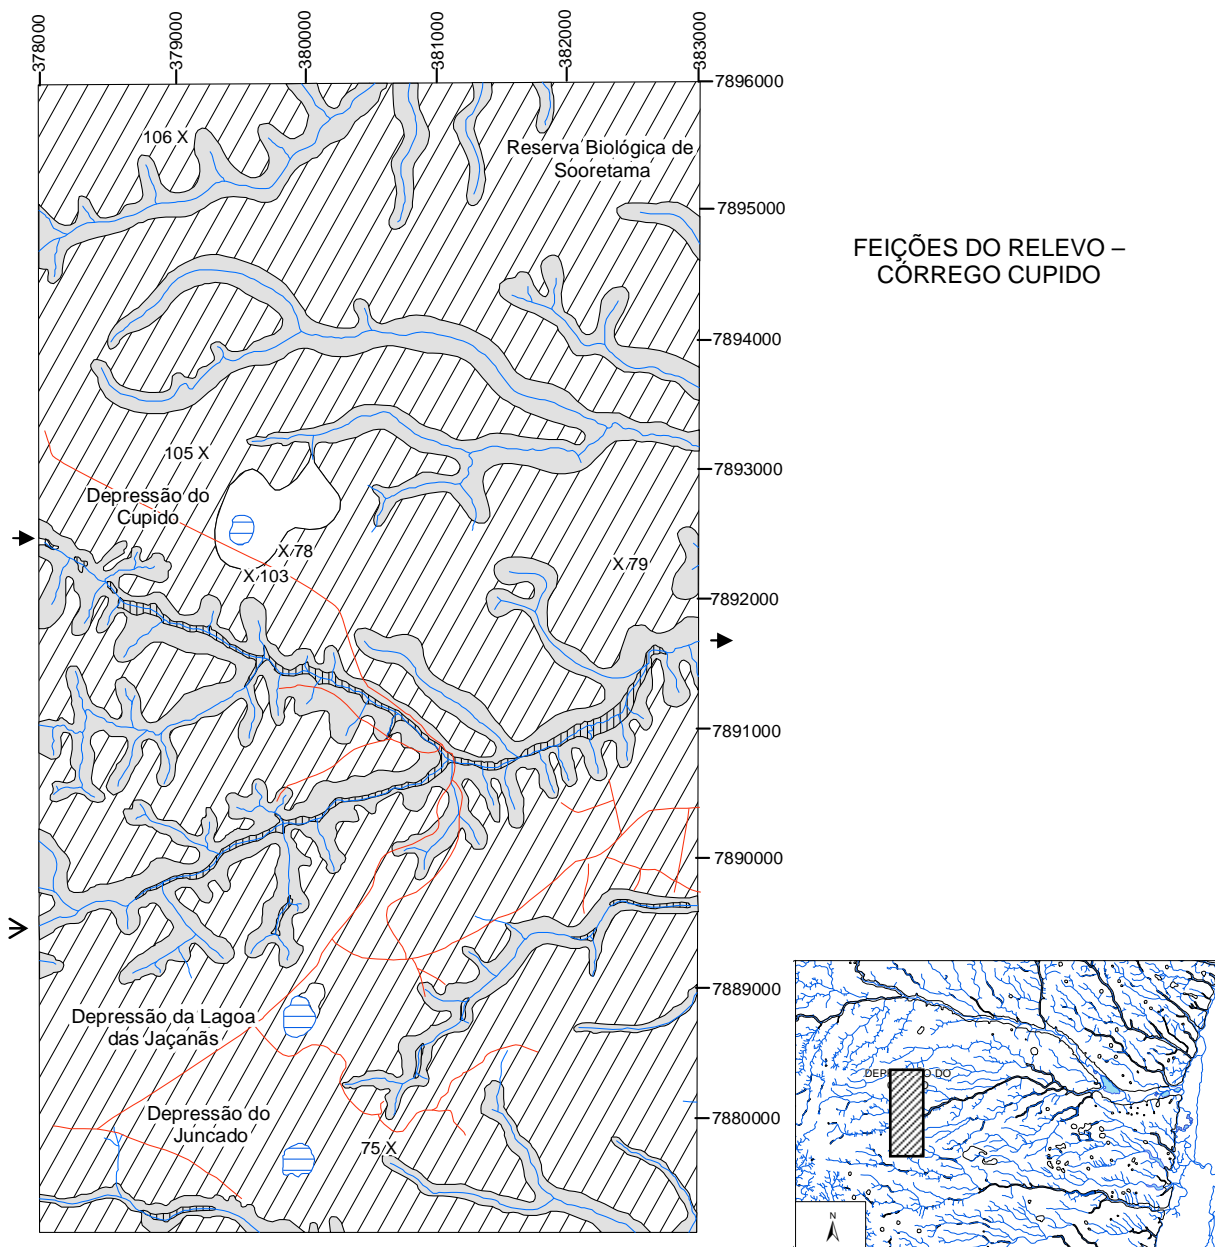 378000
379000
380000
381000
382000
383000
7896000
106 X
Reserva Biológica de
Sooretama
7895000
FEIÇÕES DO RELEVO –
CÓRREGO CUPIDO
7894000
105 X
7893000
Depressão do
Cupido
X 78
X 103
X 79
7892000
7891000
7890000
7889000
Depressão da Lagoa
das Jaçanãs
Depressão do
Juncado
7880000
75 X
DO
N